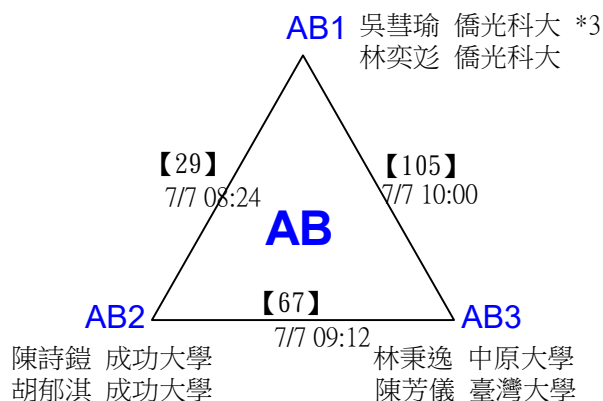 AB1 吳彗瑜 僑光科大 *3
林奕彣 僑光科大
【29】
7/7 08:24
【105】
7/7 10:00
AB
【67】
7/7 09:12
AB2
AB3
陳詩鎧 成功大學
胡郁淇 成功大學
林秉逸 中原大學
陳芳儀 臺灣大學